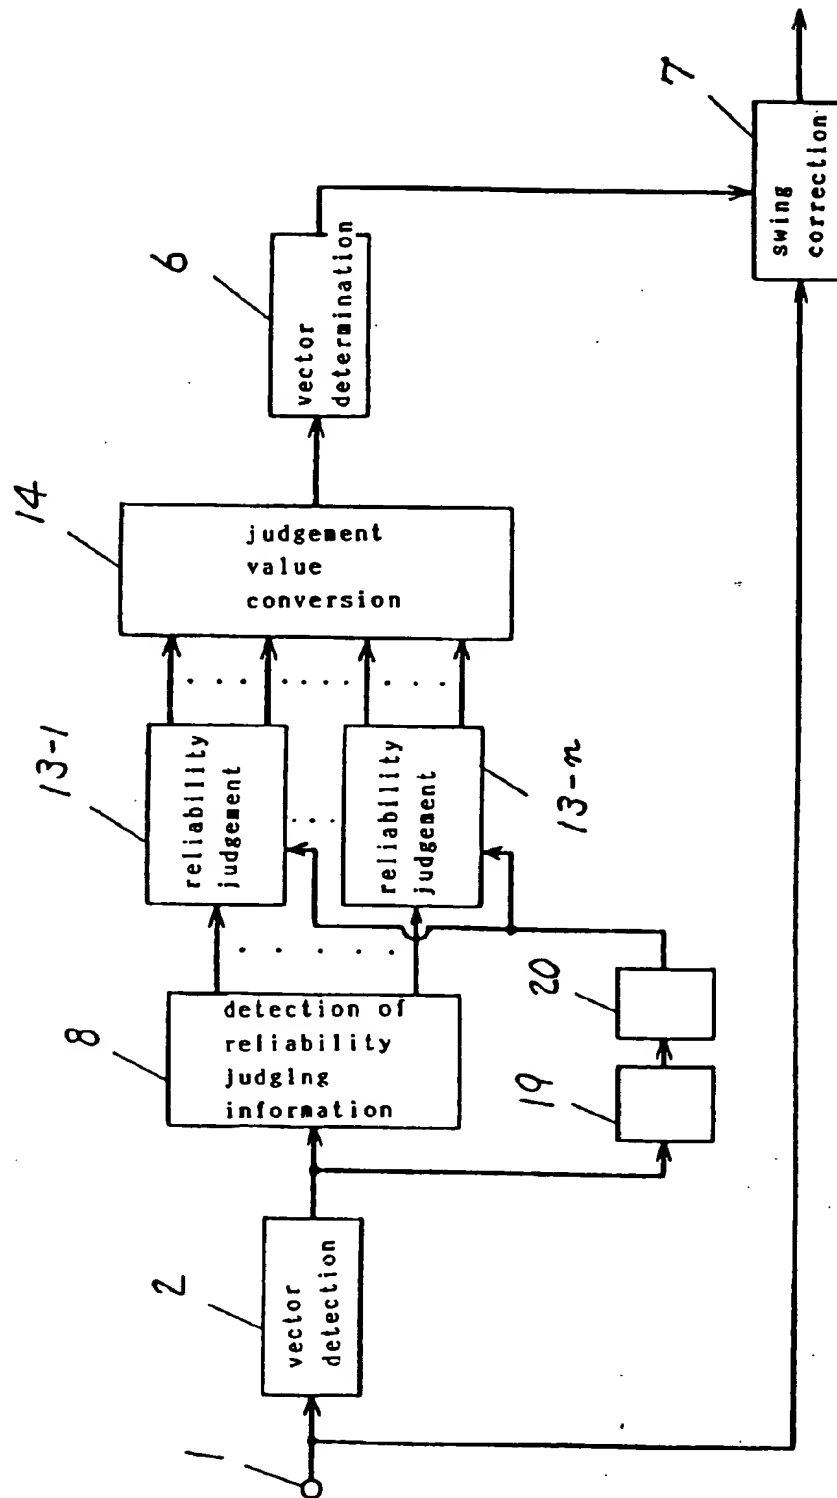 1
2
vector
detection
8
detection of
reliability
judging
information
19
20
13-1
reliability
judgement
13-n
reliability
judgement
14
judgement
value
conversion
6
vector
determination
7
swing
correction